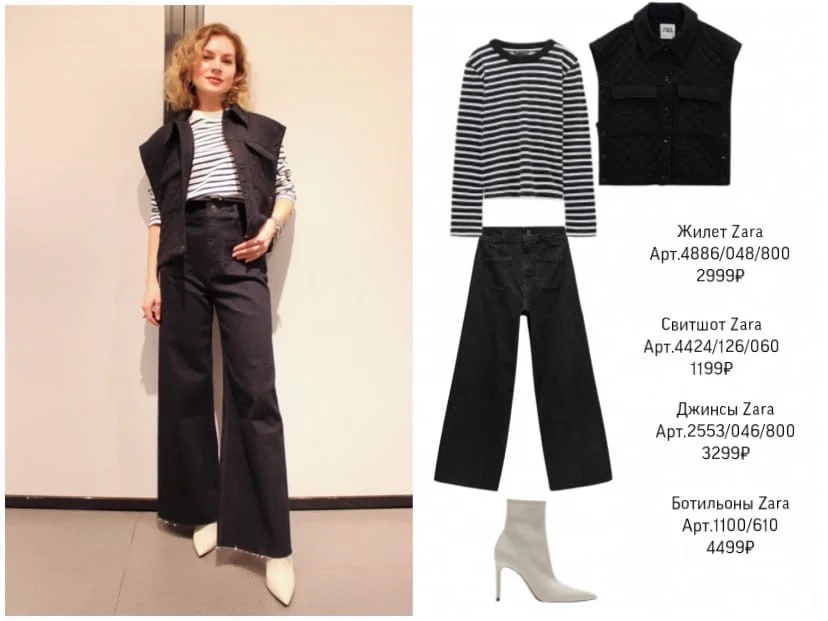 Жилет Zara
Арт.4886/048/800
2999₽
Свитшот Zara
Арт.4424/126/060
1199₽
Джинсы Zara
Арт.2553/046/800
3299₽
Ботильоны Zara
Арт.1100/610
4499₽